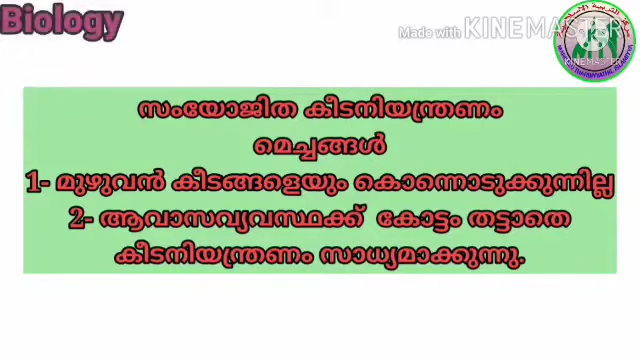 Biology
Made with KINEMASTER
KINEMASTER
സംയോജിത കീടനിയന്ത്രണം
മെച്ചങ്ങൾ
1- മുഴുവൻ കീടങ്ങളെയും കൊന്നൊടുക്കുന്നില്ല
2- ആവാസവ്യവസ്ഥക്ക് കോട്ടം തട്ടാതെ
കീടനിയന്ത്രണം സാധ്യമാക്കുന്നു.